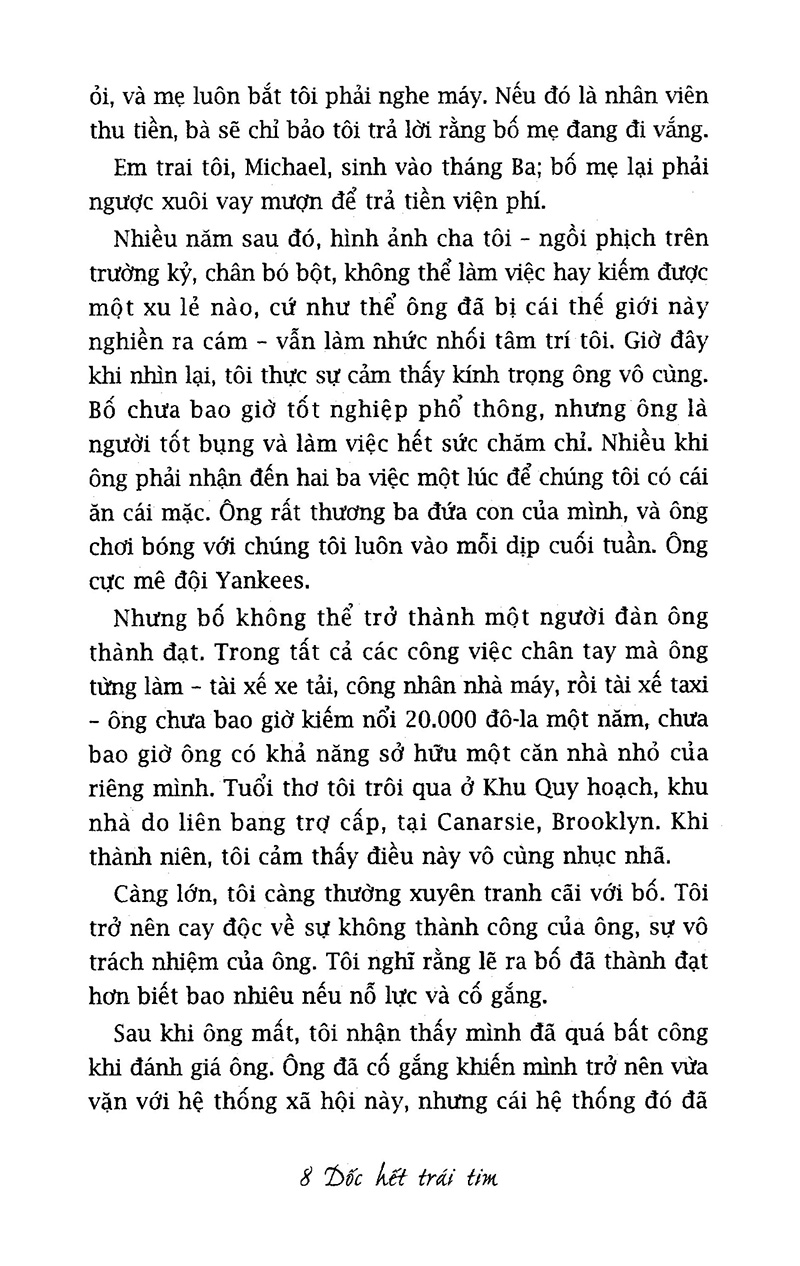 ỏi, và mẹ luôn bắt tôi phải nghe máy. Nếu đó là nhân viên
thu tiền, bà sẽ chỉ bảo tôi trả lời rằng bố mẹ đang đi vắng.
Em trai tôi, Michael, sinh vào tháng Ba; bố mẹ lại phải
ngược xuôi vay mượn để trả tiền viện phí.
Nhiều năm sau đó, hình ảnh cha tôi – ngồi phịch trên
trường kỷ, chân bó bột, không thể làm việc hay kiếm được
một xu lẻ nào, cứ như thể ông đã bị cái thế giới này
nghiền ra cám – vẫn làm nhức nhối tâm trí tôi. Giờ đây
khi nhìn lại, tôi thực sự cảm thấy kính trọng ông vô cùng.
Bố chưa bao giờ tốt nghiệp phổ thông, nhưng ông là
người tốt bụng và làm việc hết sức chăm chỉ. Nhiều khi
ông phải nhận đến hai ba việc một lúc để chúng tôi có cái
ăn cái mặc. Ông rất thương ba đứa con của mình, và ông
chơi bóng với chúng tôi luôn vào mỗi dịp cuối tuần. Ông
cực mê đội Yankees.
Nhưng bố không thể trở thành một người đàn ông
thành đạt. Trong tất cả các công việc chân tay mà ông
từng làm – tài xế xe tải, công nhân nhà máy, rồi tài xế taxi
– ông chưa bao giờ kiếm nổi 20.000 đô-la một năm, chưa
bao giờ ông có khả năng sở hữu một căn nhà nhỏ của
riêng mình. Tuổi thơ tôi trôi qua ở Khu Quy hoạch, khu
nhà do liên bang trợ cấp, tại Canarsie, Brooklyn. Khi
thành niên, tôi cảm thấy điều này vô cùng nhục nhã.
Càng lớn, tôi càng thường xuyên tranh cãi với bố. Tôi
trở nên cay độc về sự không thành công của ông, sự vô
trách nhiệm của ông. Tôi nghĩ rằng lẽ ra bố đã thành đạt
hơn biết bao nhiêu nếu nỗ lực và cố gắng.
Sau khi ông mất, tôi nhận thấy mình đã quá bất công
khi đánh giá ông. Ông đã cố gắng khiến mình trở nên vừa
vặn với hệ thống xã hội này, nhưng cái hệ thống đó đã
8 Dốc hết trái tim